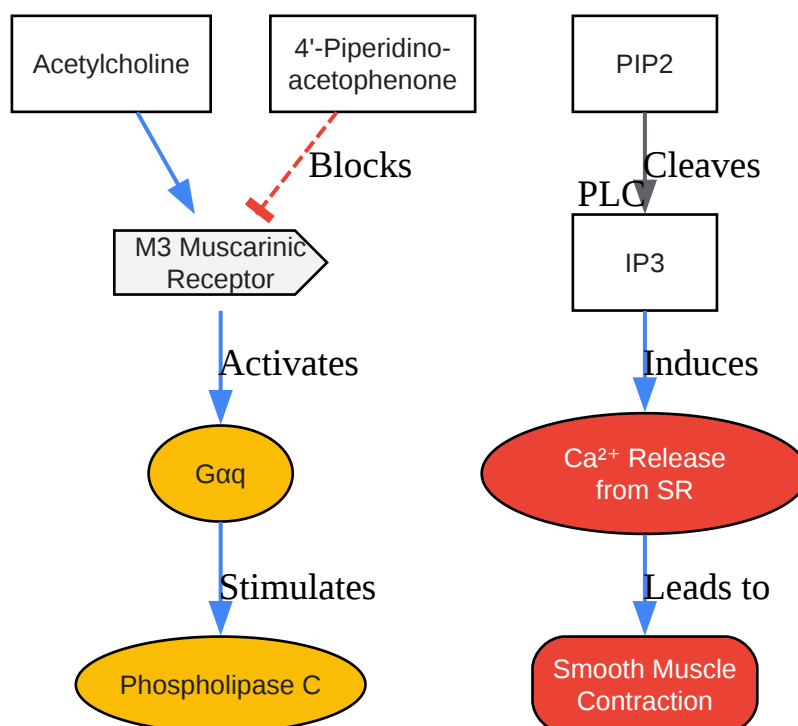 Acetylcholine
4'-Piperidino-
acetophenone
PIP2
Blocks
Cleaves
PLC
M3 Muscarinic
Receptor
IP3
Activates
Induces
Gαq
Ca²⁺ Release
from SR
Stimulates
Leads to
Phospholipase C
Smooth Muscle
Contraction